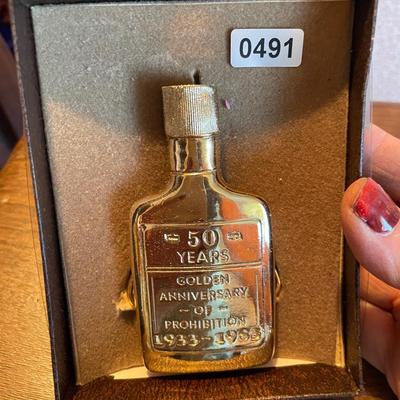 0491
50
YEARS
GOLDEN
ANNIVERSARY
- OF -
PROHIBITION
1933-1983